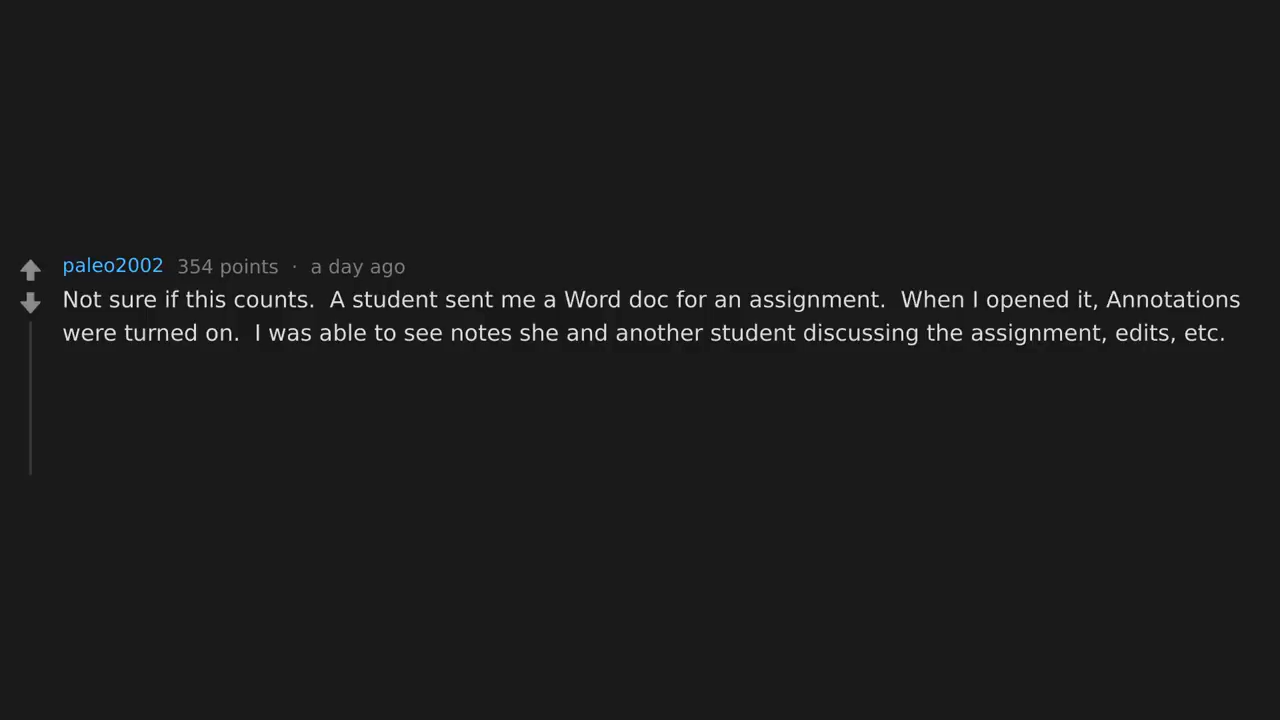 paleo2002 354 points · a day ago
Not sure if this counts.  A student sent me a Word doc for an assignment.  When I opened it, Annotations
were turned on.  I was able to see notes she and another student discussing the assignment, edits, etc.